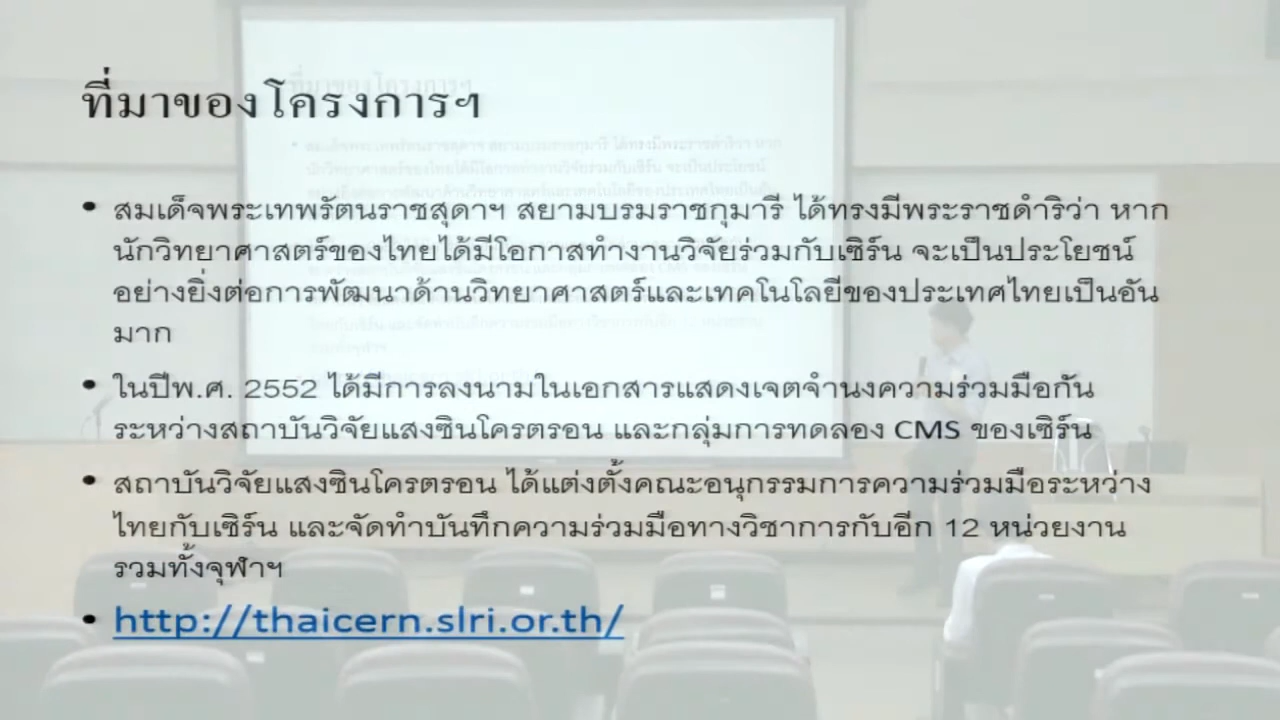 ที่มาของโครงการฯ
• สมเด็จพระเทพรัตนราชสุดาฯ สยามบรมราชกุมารี ได้ทรงมีพระราชดำริว่า หาก
นักวิทยาศาสตร์ของไทยได้มีโอกาสทำงานวิจัยร่วมกับเซิร์น จะเป็นประโยชน์
อย่างยิ่งต่อการพัฒนาด้านวิทยาศาสตร์และเทคโนโลยีของประเทศไทยเป็นอัน
มาก
• ในปีพ.ศ. 2552 ได้มีการลงนามในเอกสารแสดงเจตจำนงความร่วมมือกัน
ระหว่างสถาบันวิจัยแสงซินโครตรอน และกลุ่มการทดลอง CMS ของเซิร์น
• สถาบันวิจัยแสงซินโครตรอน ได้แต่งตั้งคณะอนุกรรมการความร่วมมือระหว่าง
ไทยกับเซิร์น และจัดทำบันทึกความร่วมมือทางวิชาการกับอีก 12 หน่วยงาน
รวมทั้งจุฬาฯ
• http://thaicern.slri.or.th/